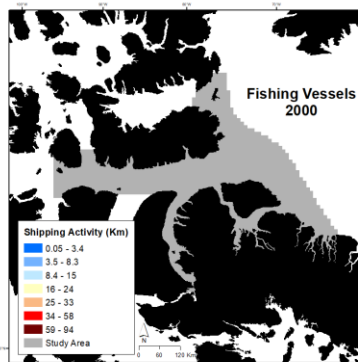 Fishing Vessels
2000
Shipping Activity (Km)
0.05 - 3.4
3.5 - 8.3
8.4 - 15
16 - 24
25 - 33
34 - 58
59 - 94
Study Area
N
0 30 60 120 Km